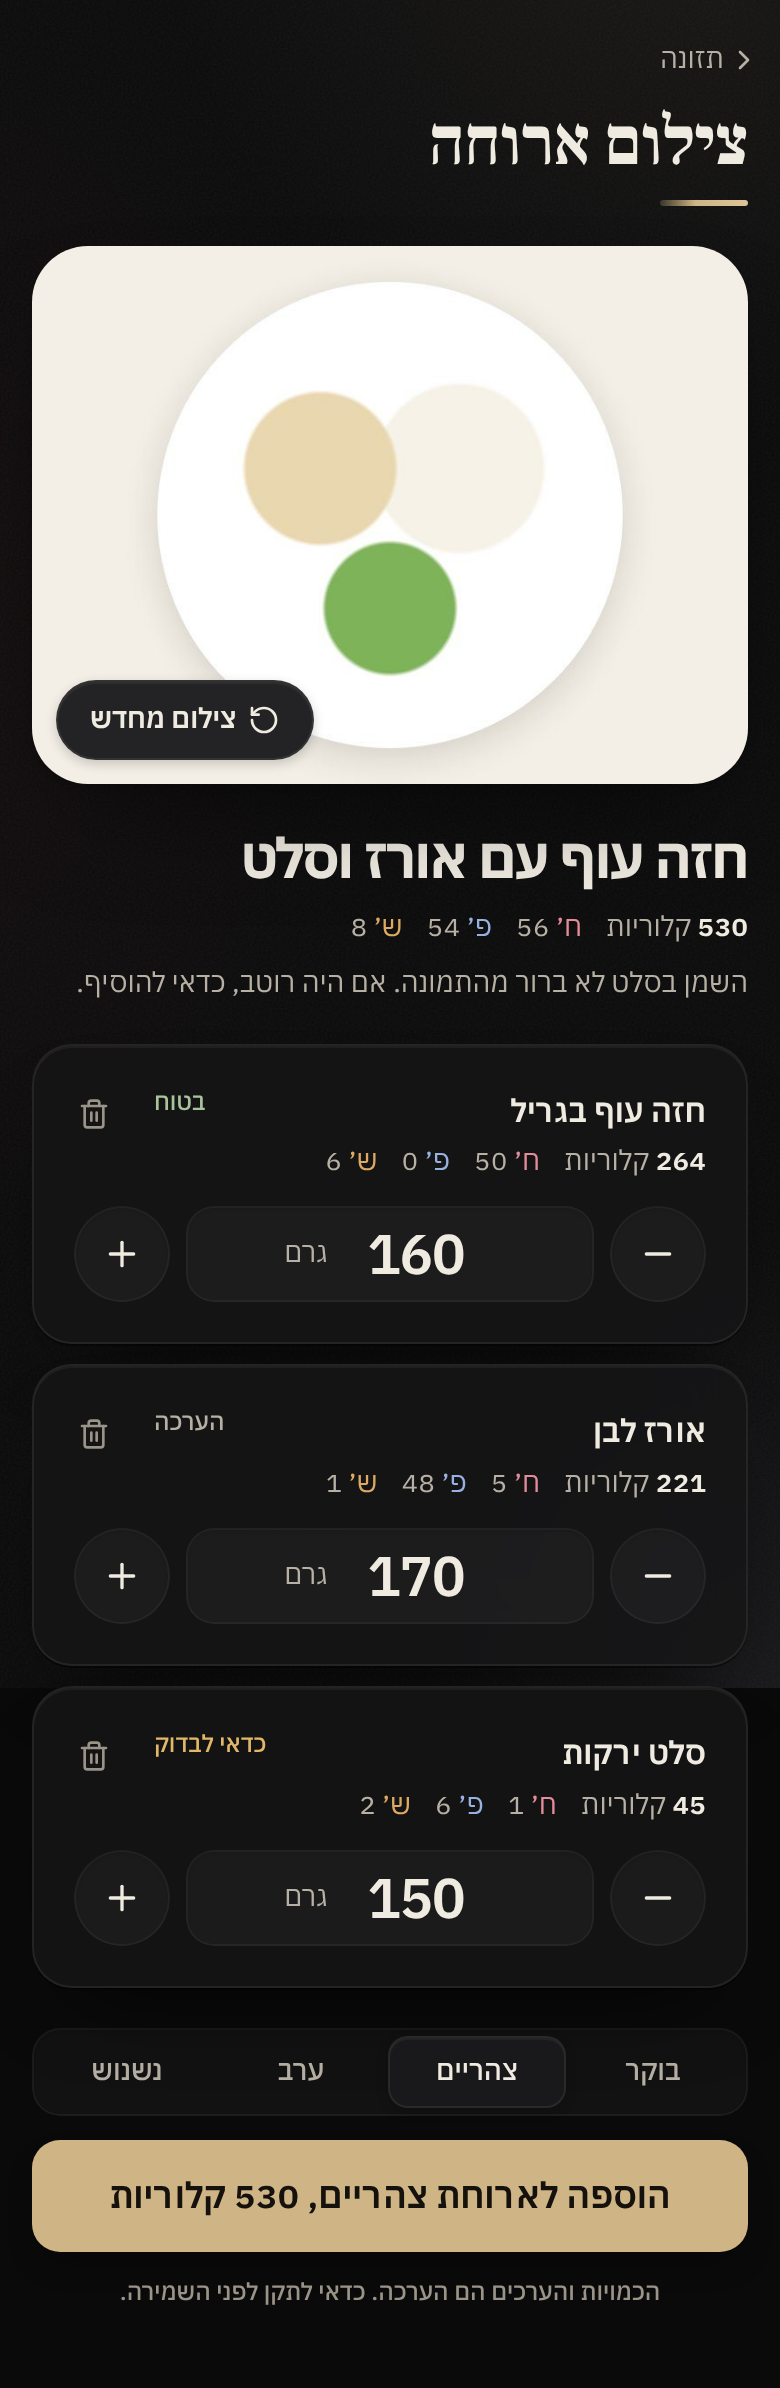 תזונה
צילום ארוחה
צילום מחדש
חזה עוף עם אורז וסלט
530 קלוריות ח׳ 56 פ׳ 54 ש׳ 8
השמן בסלט לא ברור מהתמונה. אם היה רוטב, כדאי להוסיף.
חזה עוף בגריל בטוח
264 קלוריות ח׳ 50 פ׳ 0 ש׳ 6
− 160 גרם +
אורז לבן הערכה
221 קלוריות ח׳ 5 פ׳ 48 ש׳ 1
− 170 גרם +
סלט ירקות כדאי לבדוק
45 קלוריות ח׳ 1 פ׳ 6 ש׳ 2
− 150 גרם +
בוקר צהריים ערב נשנוש
הוספה לארוחת צהריים, 530 קלוריות
הכמויות והערכים הם הערכה. כדאי לתקן לפני השמירה.